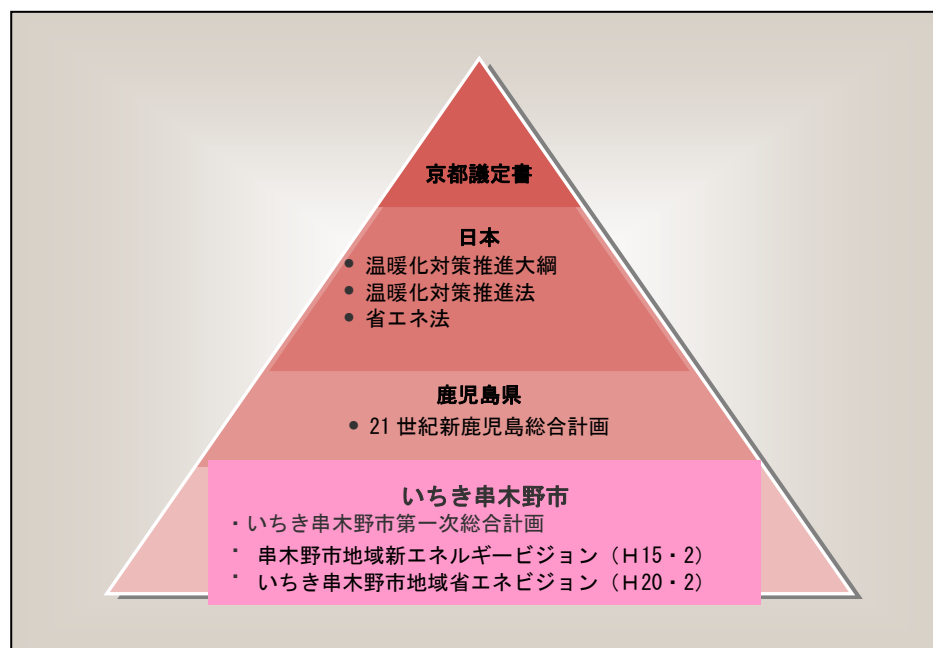 京都議定書
日本
● 温暖化対策推進大綱
● 温暖化対策推進法
● 省エネ法
鹿児島県
● 21世紀新鹿児島総合計画
いちき串木野市
・いちき串木野市第一次総合計画
・ 串木野市地域新エネルギービジョン（H15・2）
・ いちき串木野市地域省エネビジョン（H20・2）